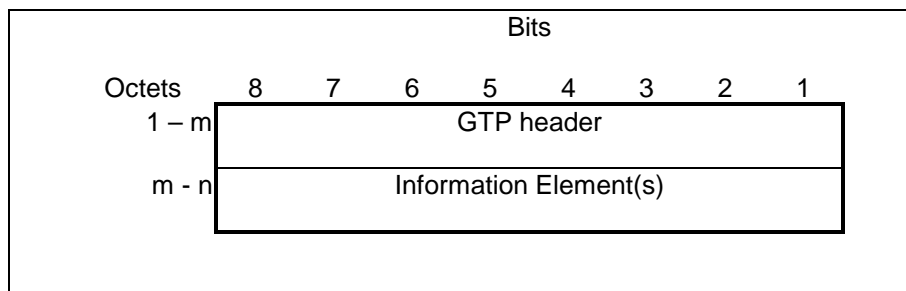 Bits
Octets 8 7 6 5 4 3 2 1
1 – m GTP header
m - n Information Element(s)